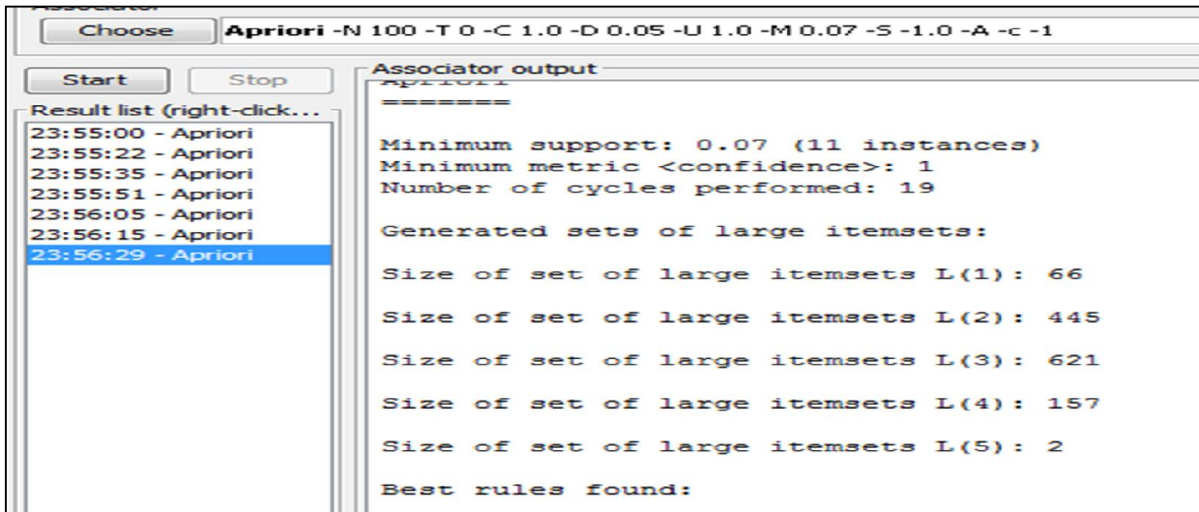 Associator
Choose Apriori -N 100 -T 0 -C 1.0 -D 0.05 -U 1.0 -M 0.07 -S -1.0 -A -c -1
Start Stop
Result list (right-click...
23:55:00 - Apriori
23:55:22 - Apriori
23:55:35 - Apriori
23:55:51 - Apriori
23:56:05 - Apriori
23:56:15 - Apriori
23:56:29 - Apriori
Associator output
Apriori
=======
Minimum support: 0.07 (11 instances)
Minimum metric <confidence>: 1
Number of cycles performed: 19
Generated sets of large itemsets:
Size of set of large itemsets L(1): 66
Size of set of large itemsets L(2): 445
Size of set of large itemsets L(3): 621
Size of set of large itemsets L(4): 157
Size of set of large itemsets L(5): 2
Best rules found: